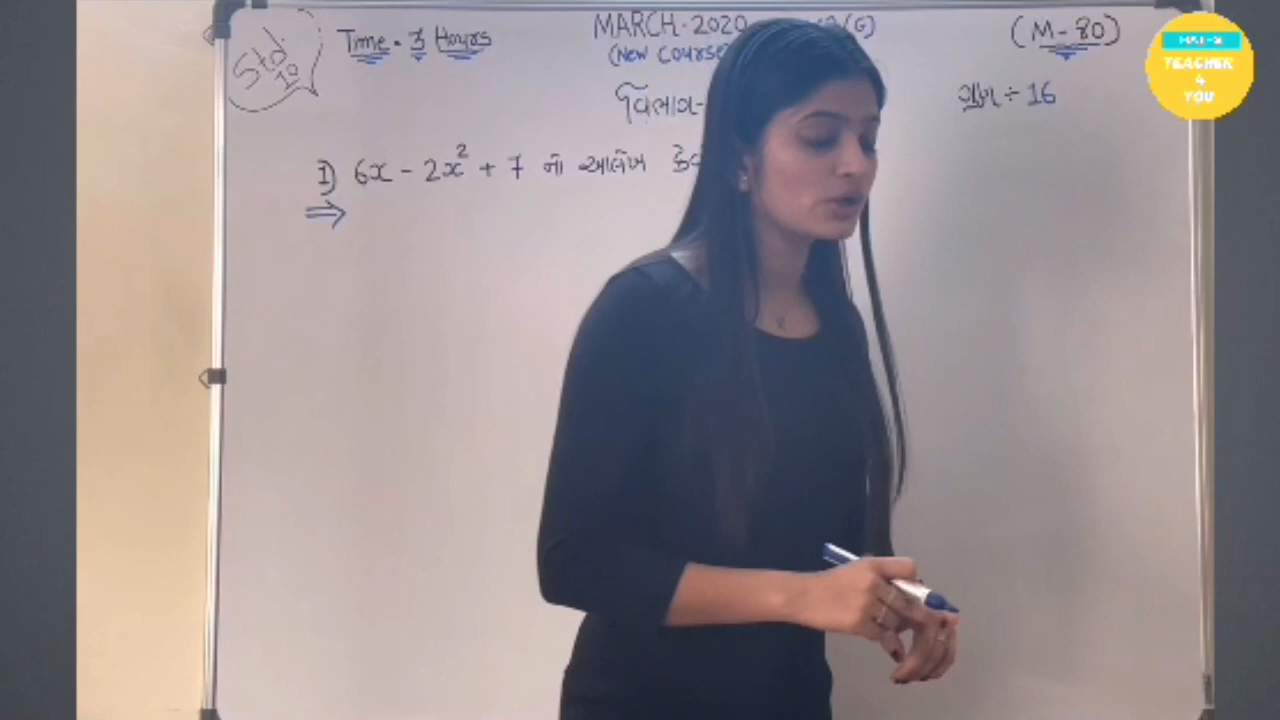 Std. 10
Time - 3 Hours
MARCH-2020
(G)
(M-80)
(New Course
વિભાગ-
ગુણ ÷ 16
1) 6x - 2x² + 7 નો આલેખ
⇒
MATHS
TEACHER
4
YOU